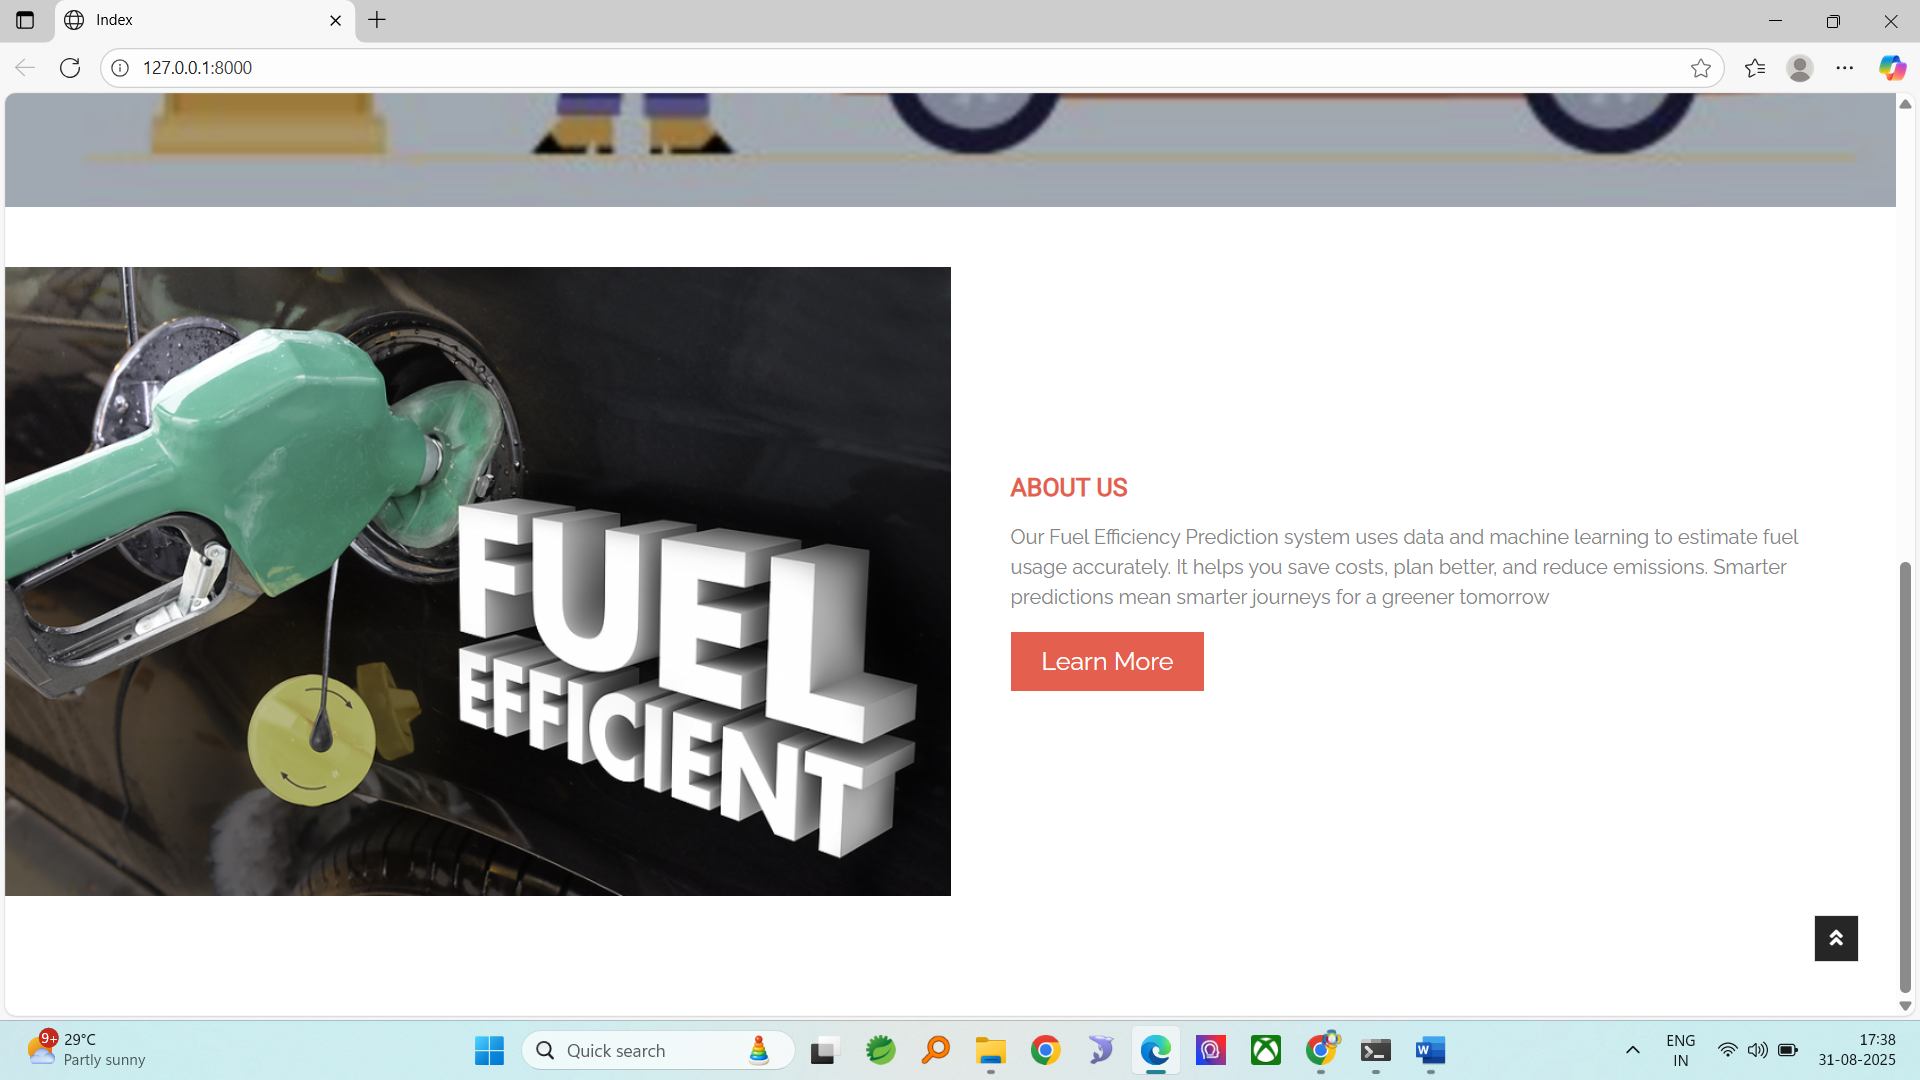 Index
127.0.0.1:8000
FUEL
EFFICIENT
ABOUT US
Our Fuel Efficiency Prediction system uses data and machine learning to estimate fuel
usage accurately. It helps you save costs, plan better, and reduce emissions. Smarter
predictions mean smarter journeys for a greener tomorrow
Learn More
9+
29°C
Partly sunny
Quick search
W
ENG
IN
17:38
31-08-2025